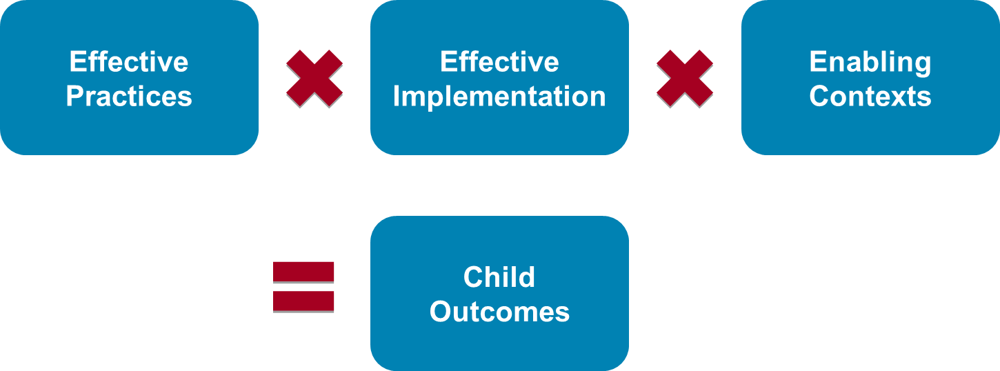 Effective
Practices
Effective
Implementation
Enabling
Contexts
Child
Outcomes